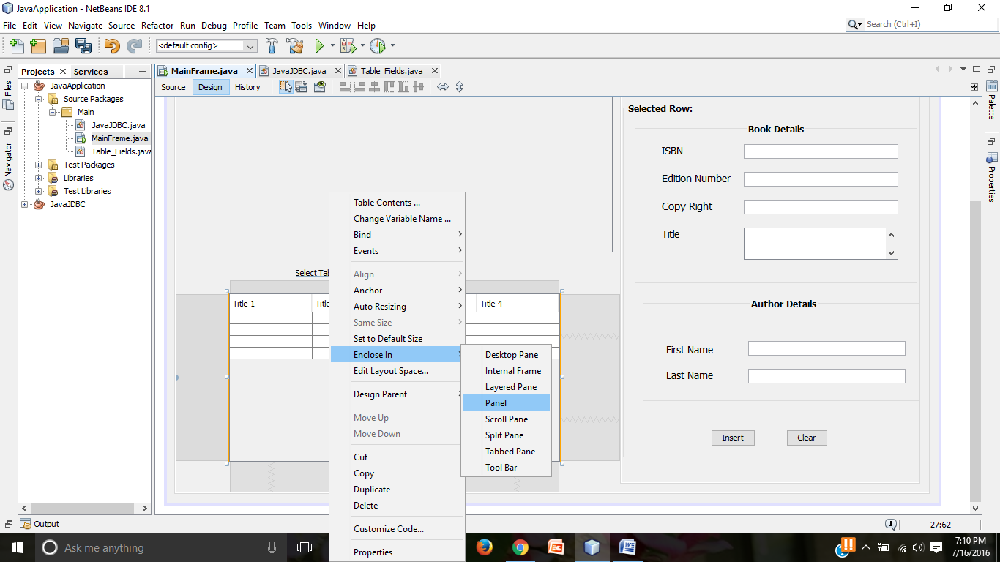 JavaApplication - NetBeans IDE 8.1
File Edit View Navigate Source Refactor Run Debug Profile Team Tools Window Help
Search (Ctrl+I)
<default config>
Files
Navigator
Projects
Services
JavaApplication
Source Packages
Main
JavaJDBC.java
MainFrame.java
Table_Fields.java
Test Packages
Libraries
Test Libraries
JavaJDBC
MainFrame.java
JavaJDBC.java
Table_Fields.java
Source
Design
History
Select Tab
Title 1
Title
Title 4
Table Contents ...
Change Variable Name ...
Bind
Events
Align
Anchor
Auto Resizing
Same Size
Set to Default Size
Enclose In
Edit Layout Space...
Design Parent
Move Up
Move Down
Cut
Copy
Duplicate
Delete
Customize Code...
Properties
Desktop Pane
Internal Frame
Layered Pane
Panel
Scroll Pane
Split Pane
Tabbed Pane
Tool Bar
Selected Row:
Book Details
ISBN
Edition Number
Copy Right
Title
Author Details
First Name
Last Name
Insert
Clear
Palette
Properties
Output
1
27:62
Ask me anything
7:10 PM
7/16/2016